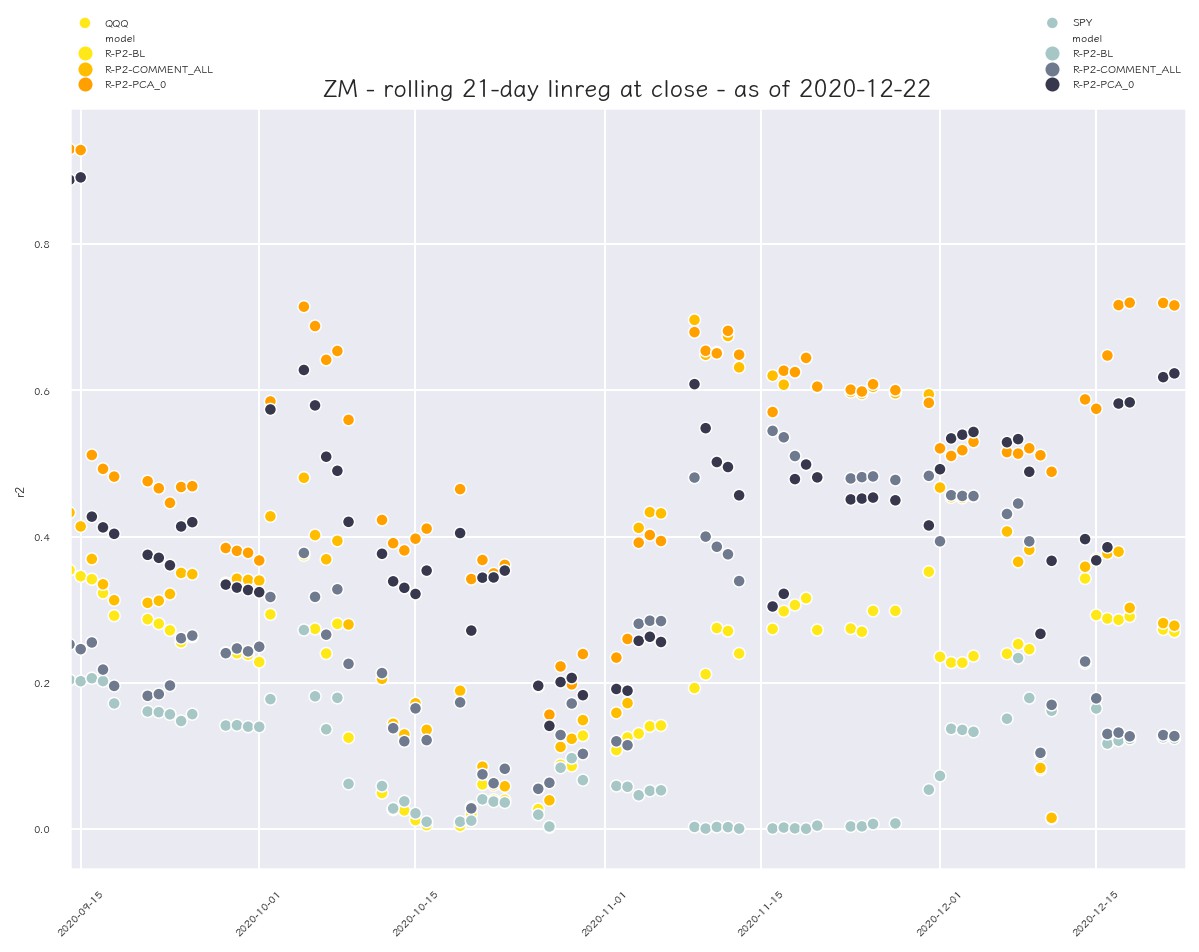 QQQ
model
R-P2-BL
R-P2-COMMENT_ALL
R-P2-PCA_0
SPY
model
R-P2-BL
R-P2-COMMENT_ALL
R-P2-PCA_0
ZM - rolling 21-day linreg at close - as of 2020-12-22
r2
0.8
0.6
0.4
0.2
0.0
2020-09-15
2020-10-01
2020-10-15
2020-11-01
2020-11-15
2020-12-01
2020-12-15